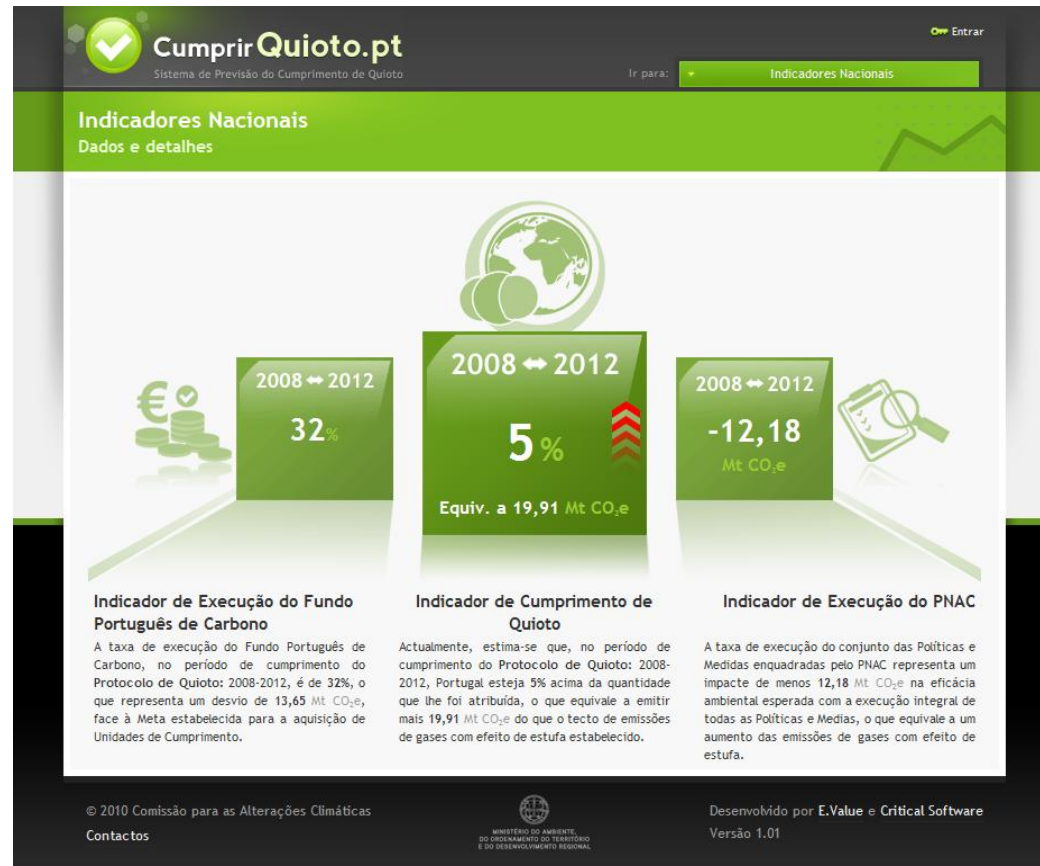 CumprirQuioto.pt
Sistema de Previsão do Cumprimento de Quioto
Entrar
Ir para:
Indicadores Nacionais
Indicadores Nacionais
Dados e detalhes
2008 ⇔ 2012
32%
2008 ⇔ 2012
5 %
Equiv. a 19,91 Mt CO₂e
2008 ⇔ 2012
-12,18
Mt CO₂e
Indicador de Execução do Fundo
Português de Carbono
A taxa de execução do Fundo Português de
Carbono, no período de cumprimento do
Protocolo de Quioto: 2008-2012, é de 32%, o
que representa um desvio de 13,65 Mt CO₂e,
face à Meta estabelecida para a aquisição de
Unidades de Cumprimento.
Indicador de Cumprimento de
Quioto
Actualmente, estima-se que, no período de
cumprimento do Protocolo de Quioto: 2008-
2012, Portugal esteja 5% acima da quantidade
que lhe foi atribuída, o que equivale a emitir
mais 19,91 Mt CO₂e do que o tecto de emissões
de gases com efeito de estufa estabelecido.
Indicador de Execução do PNAC
A taxa de execução do conjunto das Políticas e
Medidas enquadradas pelo PNAC representa um
impacte de menos 12,18 Mt CO₂e na eficácia
ambiental esperada com a execução integral de
todas as Políticas e Medias, o que equivale a um
aumento das emissões de gases com efeito de
estufa.
© 2010 Comissão para as Alterações Climáticas
Contactos
MINISTÉRIO DO AMBIENTE,
DO ORDENAMENTO DO TERRITÓRIO
E DO DESENVOLVIMENTO REGIONAL
Desenvolvido por E.Value e Critical Software
Versão 1.01